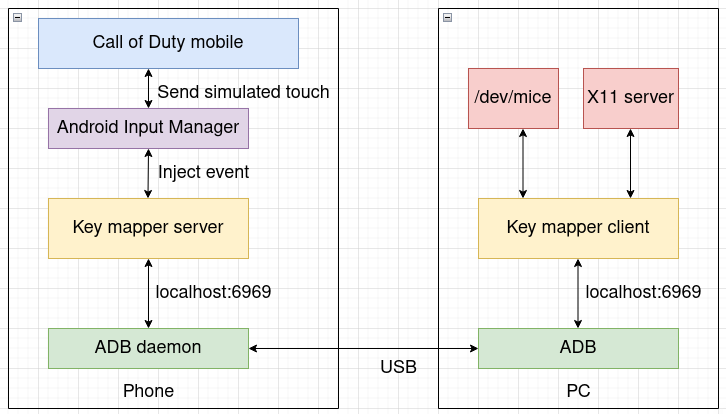 Call of Duty mobile
Send simulated touch
Android Input Manager
Inject event
Key mapper server
localhost:6969
ADB daemon
Phone
USB
/dev/mice
X11 server
Key mapper client
localhost:6969
ADB
PC